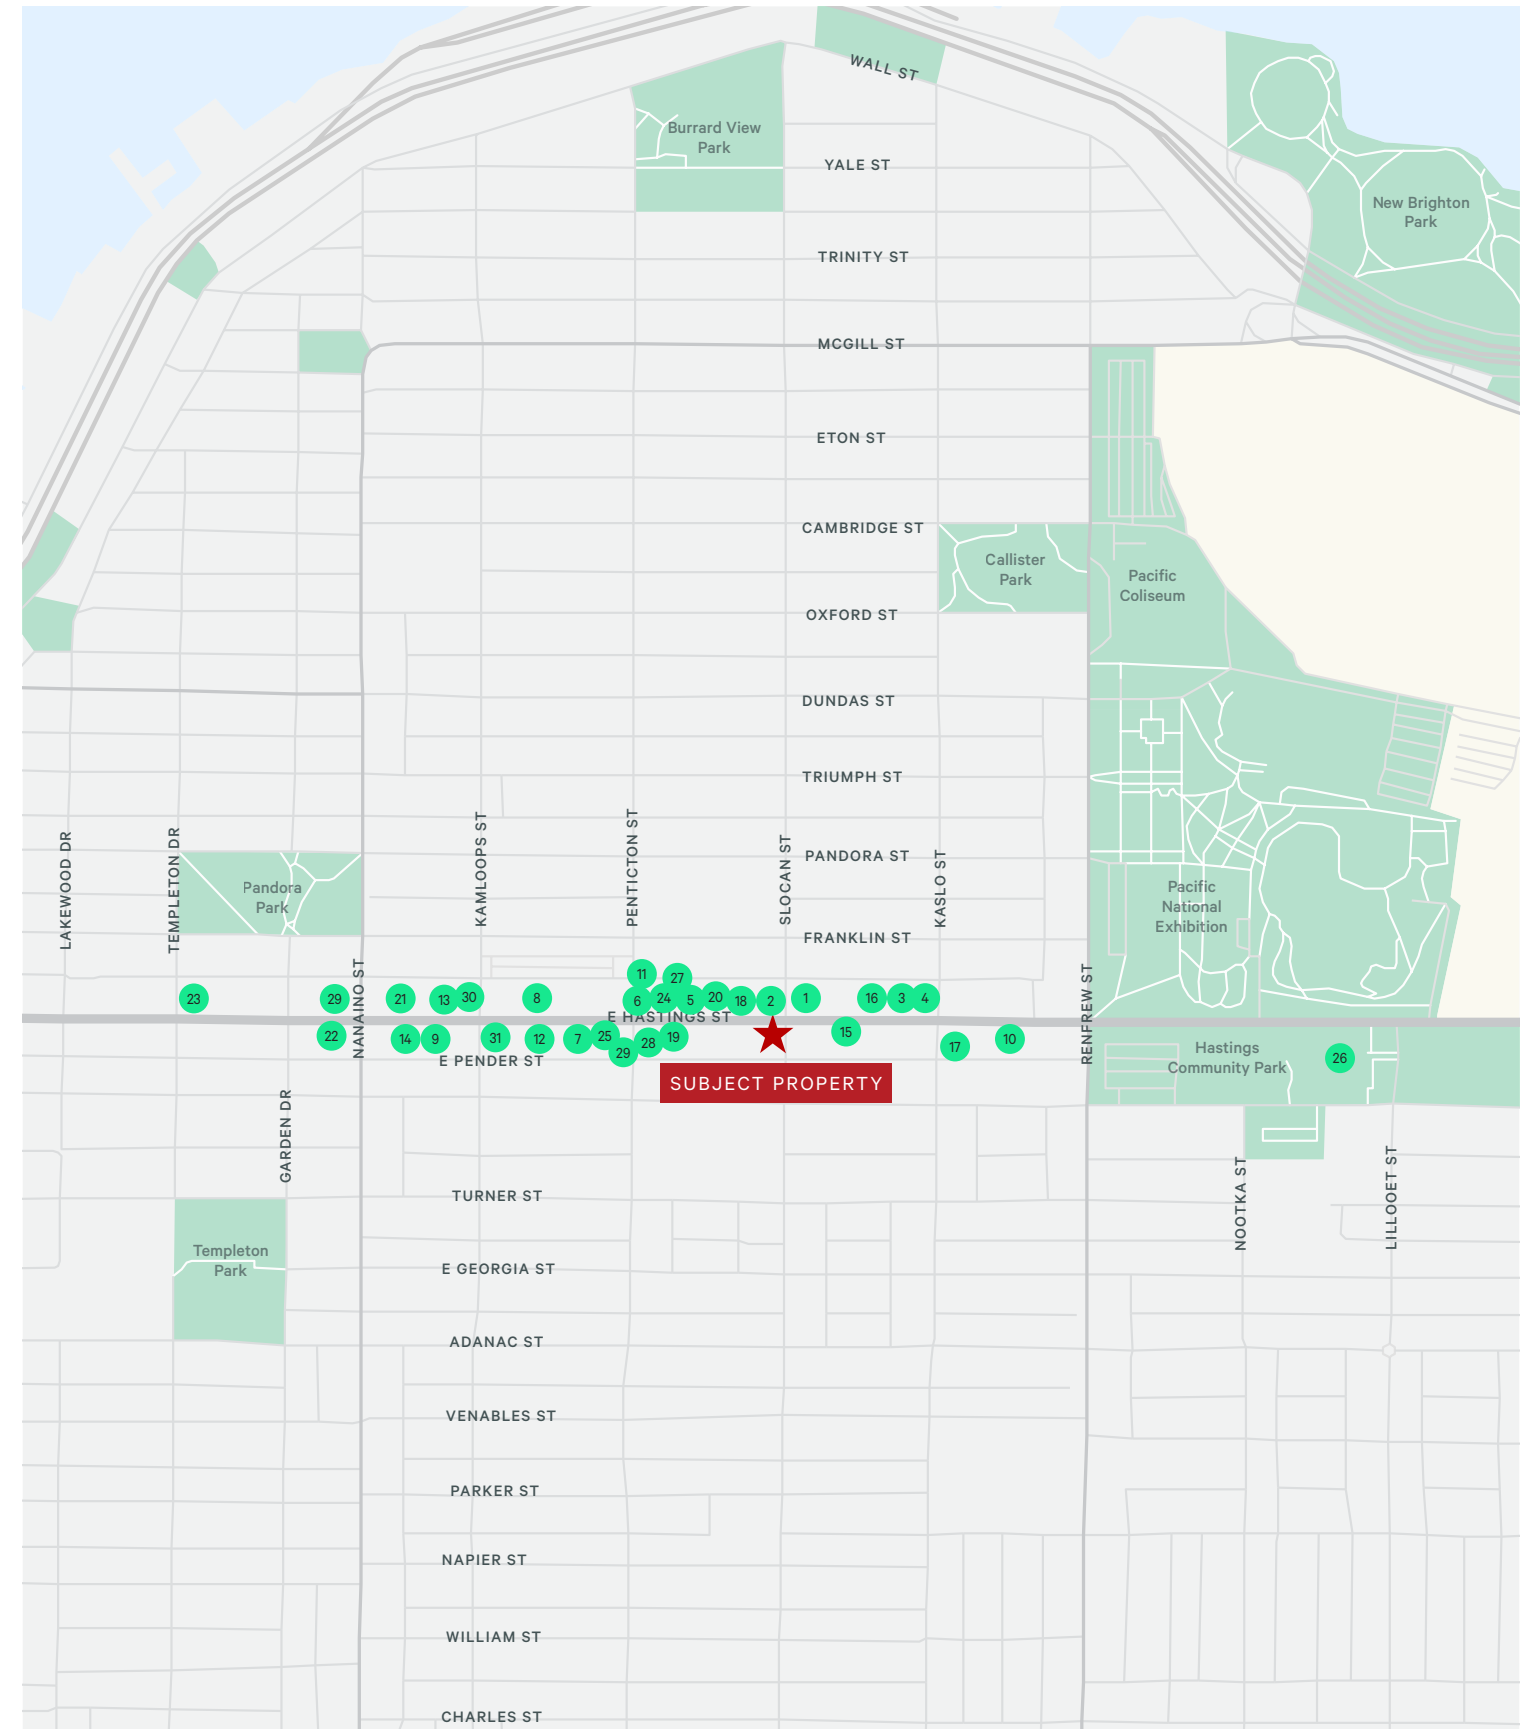 WALL ST
Burrard View
Park
YALE ST
New Brighton
Park
TRINITY ST
MCGILL ST
ETON ST
CAMBRIDGE ST
Callister
Park
Pacific
Coliseum
OXFORD ST
DUNDAS ST
TRIUMPH ST
LAKEWOOD DR
TEMPLETON DR
KAMLOOPS ST
PENTICTON ST
SLOCAN ST
KASLO ST
PANDORA ST
Pandora
Park
Pacific
National
Exhibition
FRANKLIN ST
NANAINO ST
RENFREW ST
11
27
23
29
21
13
30
8
6
24
5
20
18
2
1
16
3
4
E HASTINGS ST
22
14
9
31
12
7
25
29
28
19
15
17
10
26
E PENDER ST
Hastings
Community Park
SUBJECT PROPERTY
GARDEN DR
NOOTKA ST
LILLOOET ST
TURNER ST
Templeton
Park
E GEORGIA ST
ADANAC ST
VENABLES ST
PARKER ST
NAPIER ST
WILLIAM ST
CHARLES ST